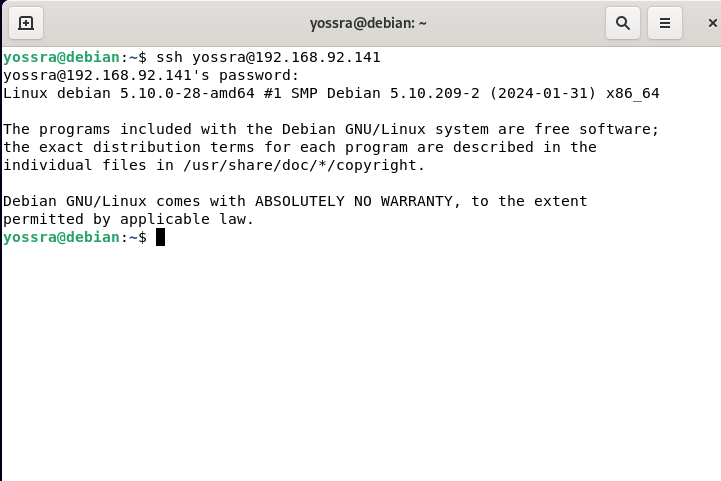 yossra@debian: ~
yossra@debian:~$ ssh yossra@192.168.92.141
yossra@192.168.92.141's password:
Linux debian 5.10.0-28-amd64 #1 SMP Debian 5.10.209-2 (2024-01-31) x86_64
The programs included with the Debian GNU/Linux system are free software;
the exact distribution terms for each program are described in the
individual files in /usr/share/doc/*/copyright.
Debian GNU/Linux comes with ABSOLUTELY NO WARRANTY, to the extent
permitted by applicable law.
yossra@debian:~$